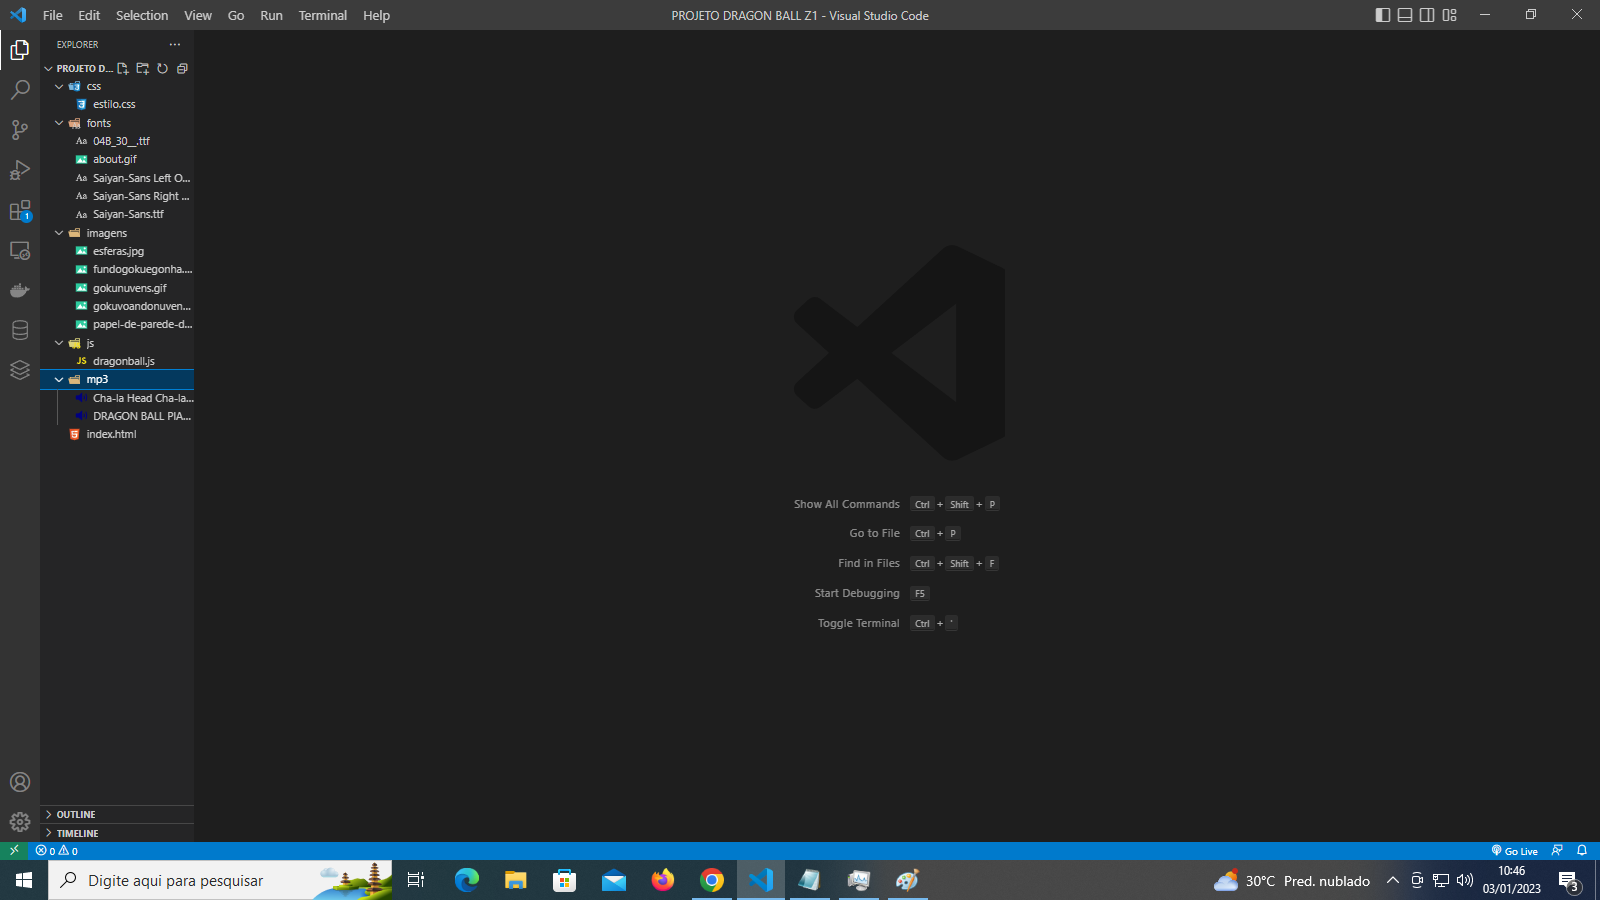 File Edit Selection View Go Run Terminal Help
PROJETO DRAGON BALL Z1 - Visual Studio Code
EXPLORER
PROJETO D...
css
estilo.css
fonts
04B_30__.ttf
about.gif
Saiyan-Sans Left O...
Saiyan-Sans Right ...
Saiyan-Sans.ttf
imagens
esferas.jpg
fundogokuegonha....
gokunuvens.gif
gokuvoandonuven...
papel-de-parede-d...
js
JS dragonball.js
mp3
Cha-la Head Cha-la...
DRAGON BALL PIA...
index.html
1
Show All Commands Ctrl + Shift + P
Go to File Ctrl + P
Find in Files Ctrl + Shift + F
Start Debugging F5
Toggle Terminal Ctrl + `
OUTLINE
TIMELINE
0 0
Go Live
Digite aqui para pesquisar
30°C Pred. nublado
10:46
03/01/2023
3